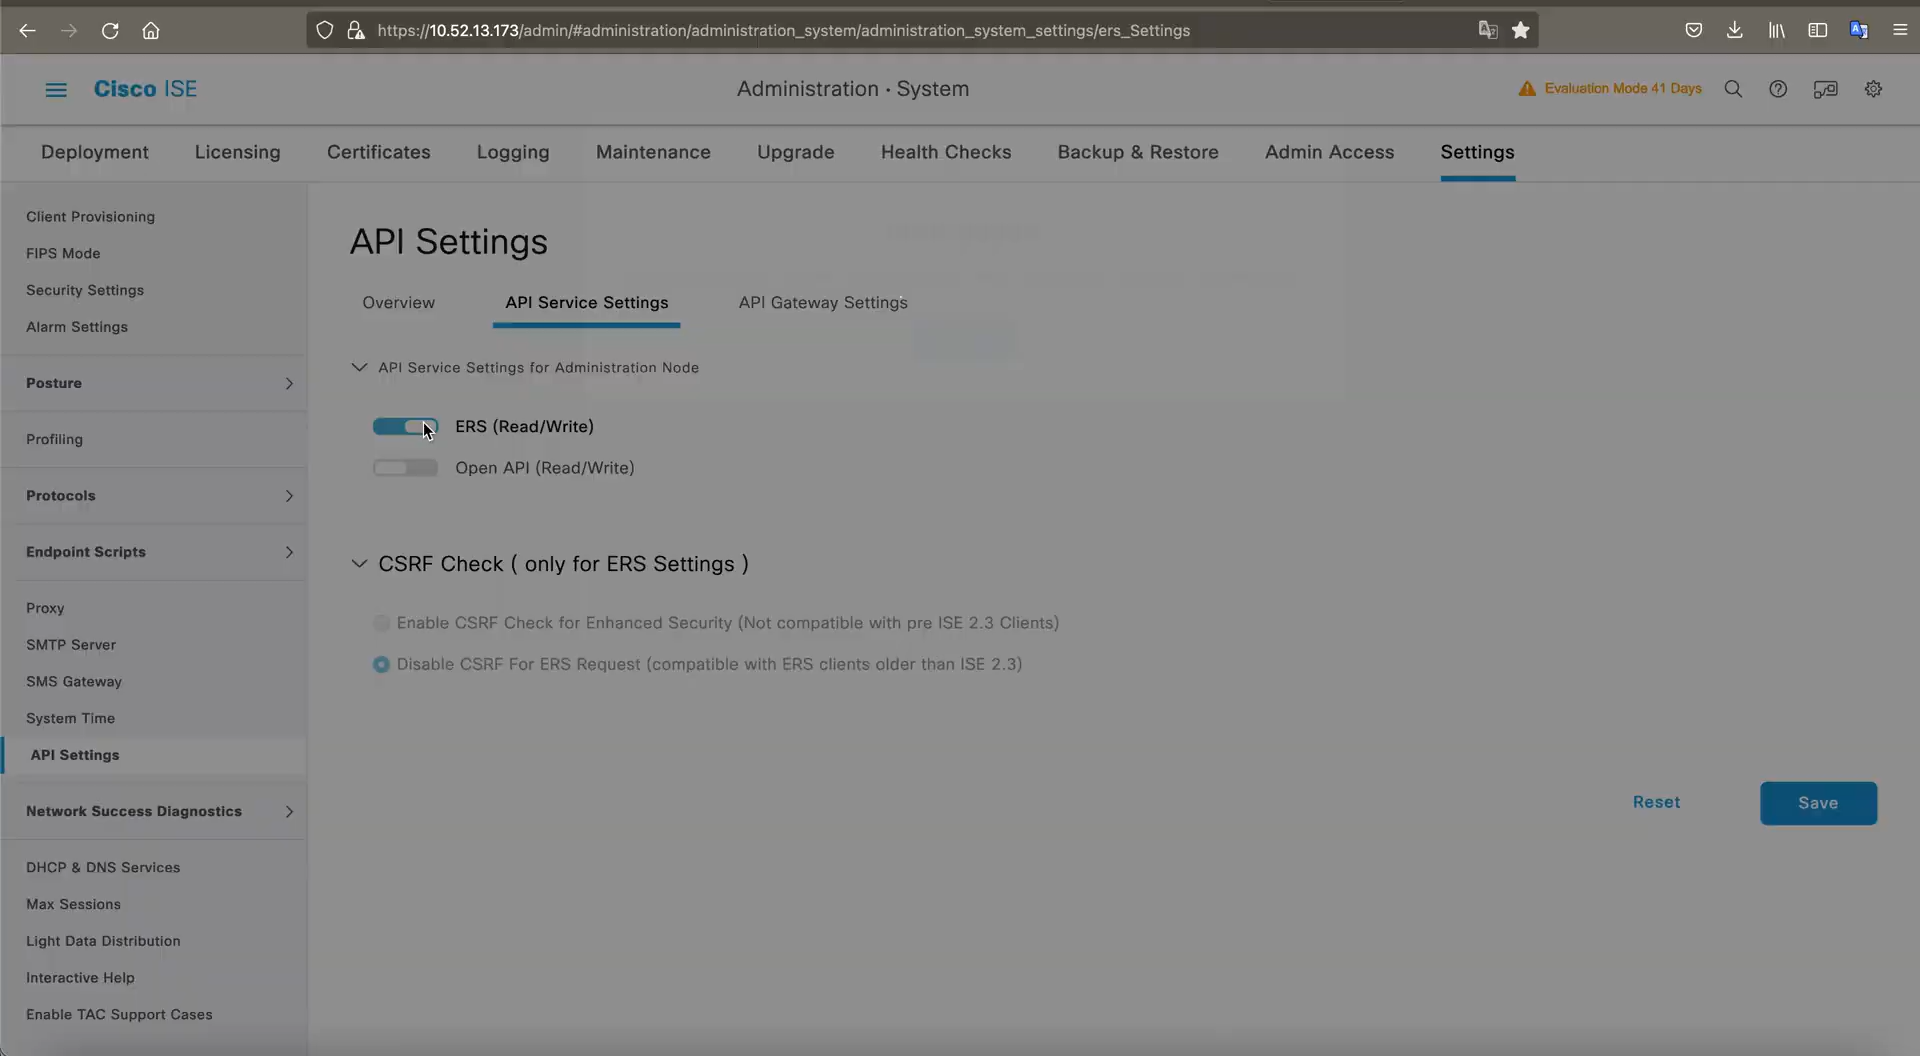 https://10.52.13.173/admin/#administration/administration_system/administration_system_settings/ers_Settings
Cisco ISE
Administration · System
Evaluation Mode 41 Days
Deployment
Licensing
Certificates
Logging
Maintenance
Upgrade
Health Checks
Backup & Restore
Admin Access
Settings
Client Provisioning
FIPS Mode
Security Settings
Alarm Settings
Posture
Profiling
Protocols
Endpoint Scripts
Proxy
SMTP Server
SMS Gateway
System Time
API Settings
Network Success Diagnostics
DHCP & DNS Services
Max Sessions
Light Data Distribution
Interactive Help
Enable TAC Support Cases
API Settings
Overview
API Service Settings
API Gateway Settings
API Service Settings for Administration Node
ERS (Read/Write)
Open API (Read/Write)
CSRF Check ( only for ERS Settings )
Enable CSRF Check for Enhanced Security (Not compatible with pre ISE 2.3 Clients)
Disable CSRF For ERS Request (compatible with ERS clients older than ISE 2.3)
Reset
Save